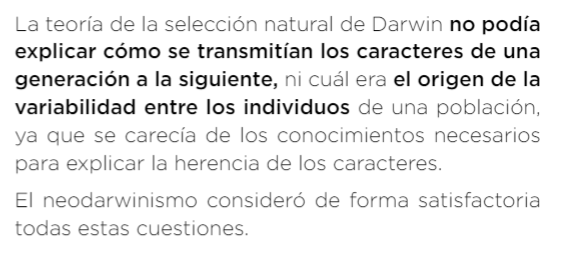 La teoría de la selección natural de Darwin no podía
explicar cómo se transmitían los caracteres de una
generación a la siguiente, ni cuál era el origen de la
variabilidad entre los individuos de una población,
ya que se carecía de los conocimientos necesarios
para explicar la herencia de los caracteres.
El neodarwinismo consideró de forma satisfactoria
todas estas cuestiones.